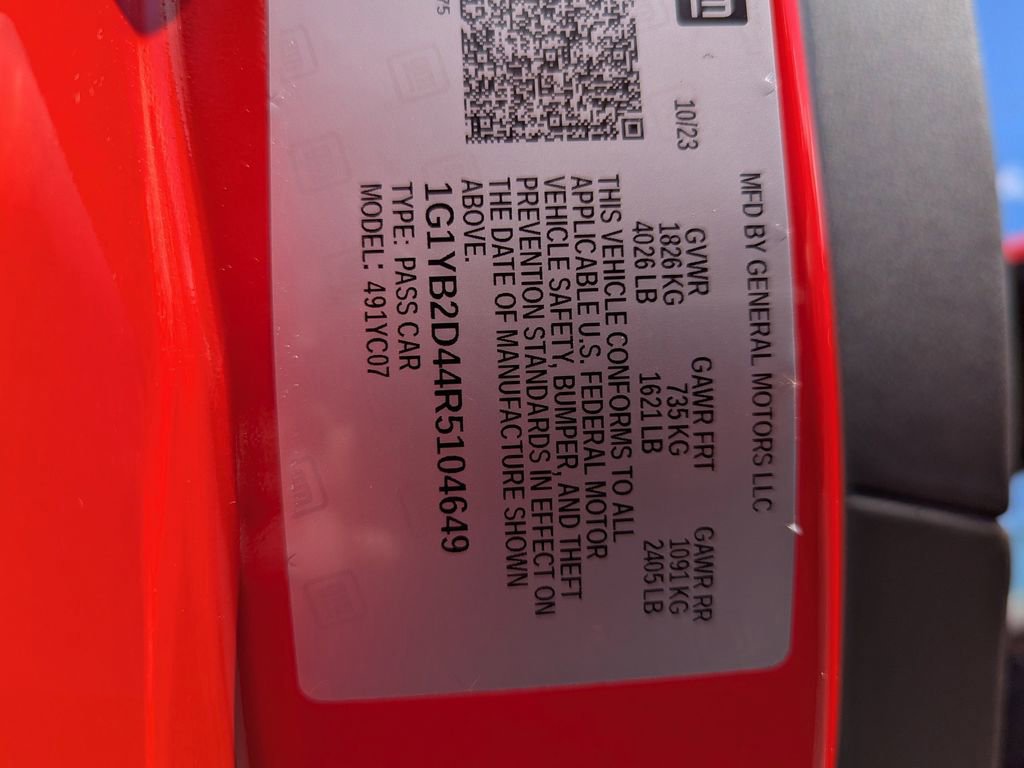 MFD BY GENERAL MOTORS LLC
10/23 GVWR GAWR FRT GAWR RR
1826 KG 735 KG 1091 KG
4026 LB 1621 LB 2405 LB
THIS VEHICLE CONFORMS TO ALL
APPLICABLE U.S. FEDERAL MOTOR
VEHICLE SAFETY, BUMPER, AND THEFT
PREVENTION STANDARDS IN EFFECT ON
THE DATE OF MANUFACTURE SHOWN
ABOVE.
1G1YB2D44R5104649
TYPE: PASS CAR
MODEL: 491YC07
gm